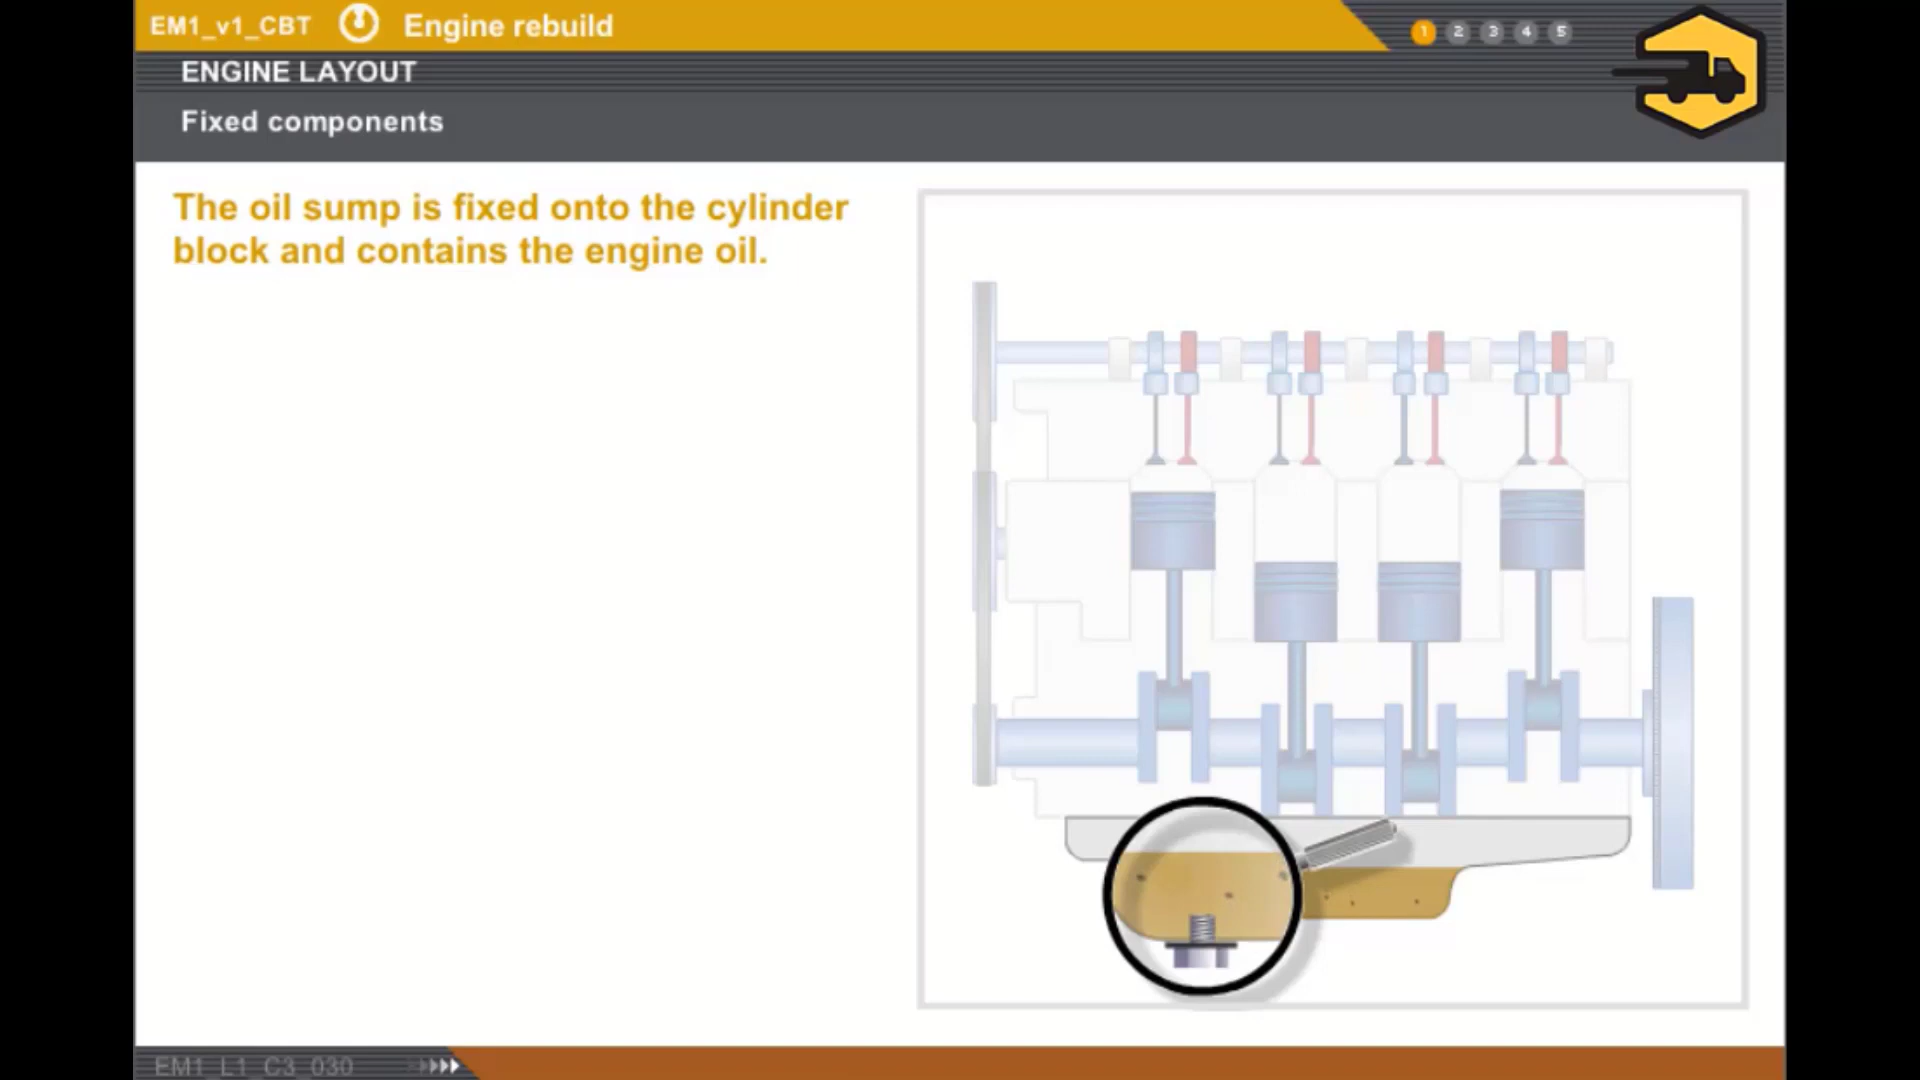 EM1_v1_CBT Engine rebuild
1 2 3 4 5
ENGINE LAYOUT
Fixed components
The oil sump is fixed onto the cylinder
block and contains the engine oil.
EM1_L1_C3_030